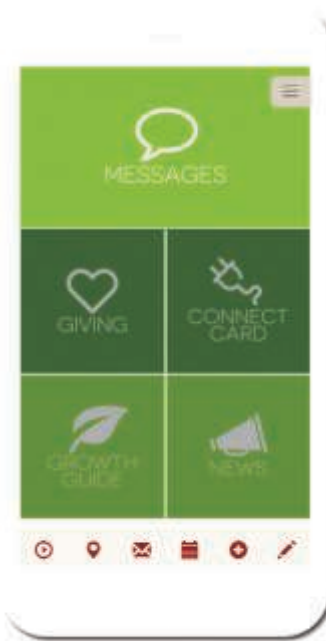 MESSAGES
GIVING
CONNECT
CARD
GROWTH
GUIDE
NEWS